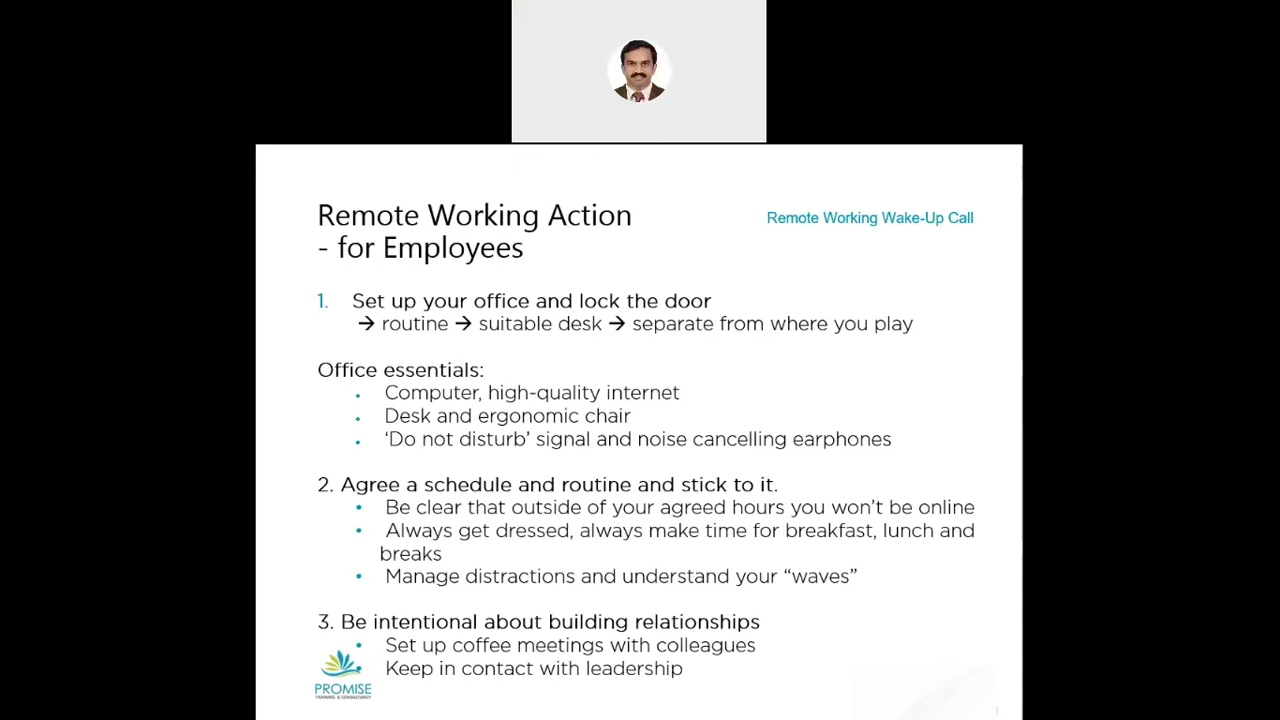 Remote Working Action
- for Employees
Remote Working Wake-Up Call
1. Set up your office and lock the door
→ routine → suitable desk → separate from where you play
Office essentials:
• Computer, high-quality internet
• Desk and ergonomic chair
• ‘Do not disturb’ signal and noise cancelling earphones
2. Agree a schedule and routine and stick to it.
• Be clear that outside of your agreed hours you won’t be online
• Always get dressed, always make time for breakfast, lunch and
breaks
• Manage distractions and understand your “waves”
3. Be intentional about building relationships
• Set up coffee meetings with colleagues
Keep in contact with leadership
PROMISE
TRAINING & CONSULTANCY